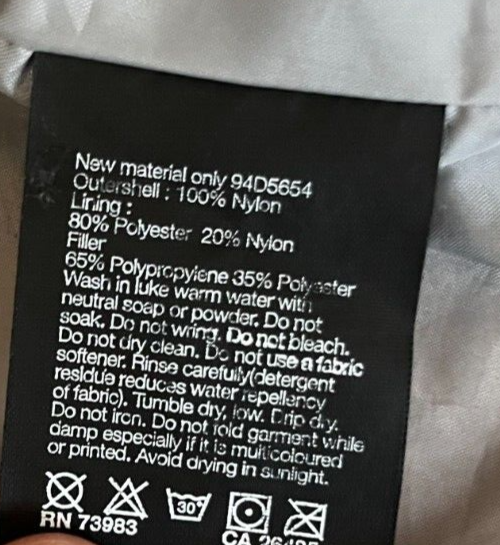 New material only 94D5654
Outershell : 100% Nylon
Lining :
80% Polyester 20% Nylon
Filler
65% Polypropylene 35% Polyester
Wash in luke warm water with
neutral soap or powder. Do not
soak. Do not wring. Do not bleach.
Do not dry clean. Do not use a fabric
softener. Rinse carefully(detergent
residue reduces water repellency
of fabric). Tumble dry, low. Drip dry.
Do not iron. Do not fold garment while
damp especially if it is multicoloured
or printed. Avoid drying in sunlight.
30°
RN 73983
CA